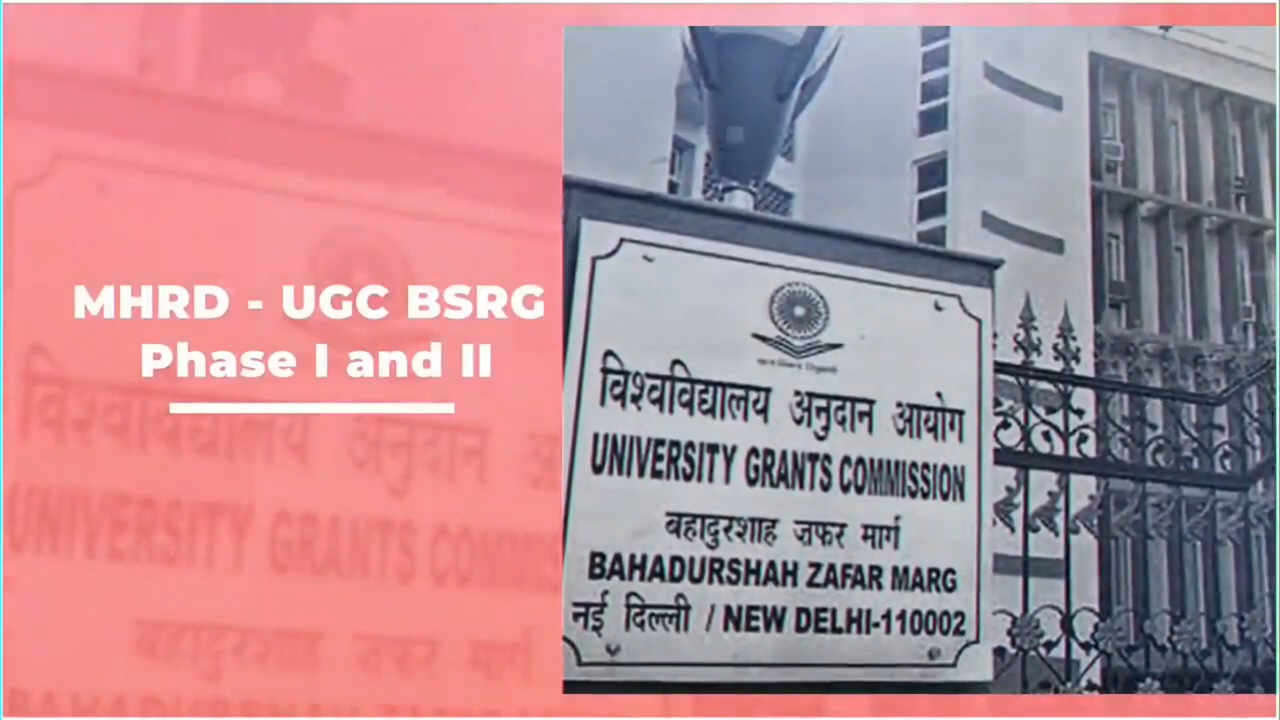 MHRD - UGC BSRG
Phase I and II
विश्वविद्यालय अनुदान आयोग
UNIVERSITY GRANTS COMMISSION
बहादुरशाह जफर मार्ग
BAHADURSHAH ZAFAR MARG
नई दिल्ली / NEW DELHI-110002